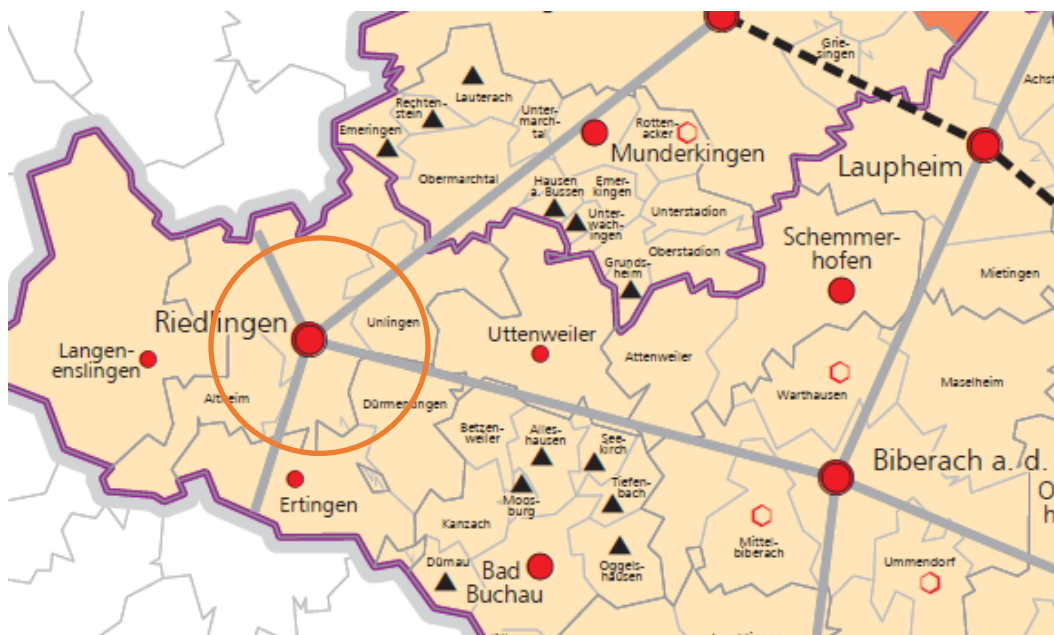 Grie-
singen
Achst
Lauterach
Rechten-
stein
Unter-
march-
tal
Rotten-
acker
Emeringen
Munderkingen
Laupheim
Obermarchtal
Hausen
a. Bussen
Emer-
kingen
Unter-
wach-
ingen
Unterstadion
Oberstadion
Schemmer-
hofen
Grunds-
heim
Mietingen
Riedlingen
Unlingen
Uttenweiler
Langen-
enslingen
Attenweiler
Warthausen
Maselheim
Altheim
Dürmentingen
Betzen-
weiler
Alles-
hausen
See-
kirch
Biberach a. d.
Ertingen
Moos-
burg
Tiefen-
bach
O
h
Kanzach
Mittel-
biberach
Dürnau
Bad
Buchau
Oggels-
hausen
Ummendorf